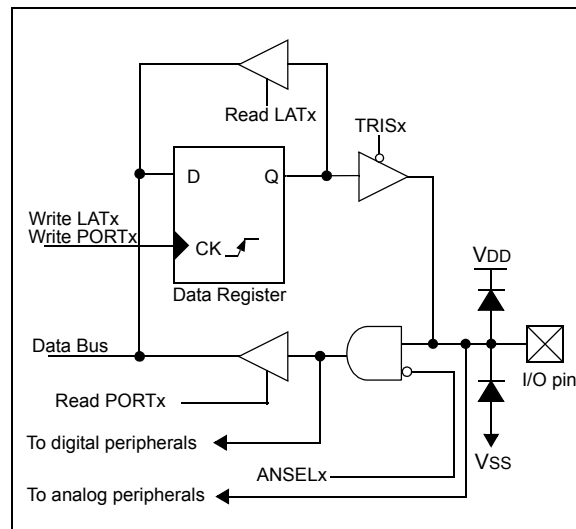 Read LATx
TRISx
D Q
Write LATx
Write PORTx
CK
VDD
Data Register
Data Bus
I/O pin
Read PORTx
To digital peripherals
ANSELx
VSS
To analog peripherals